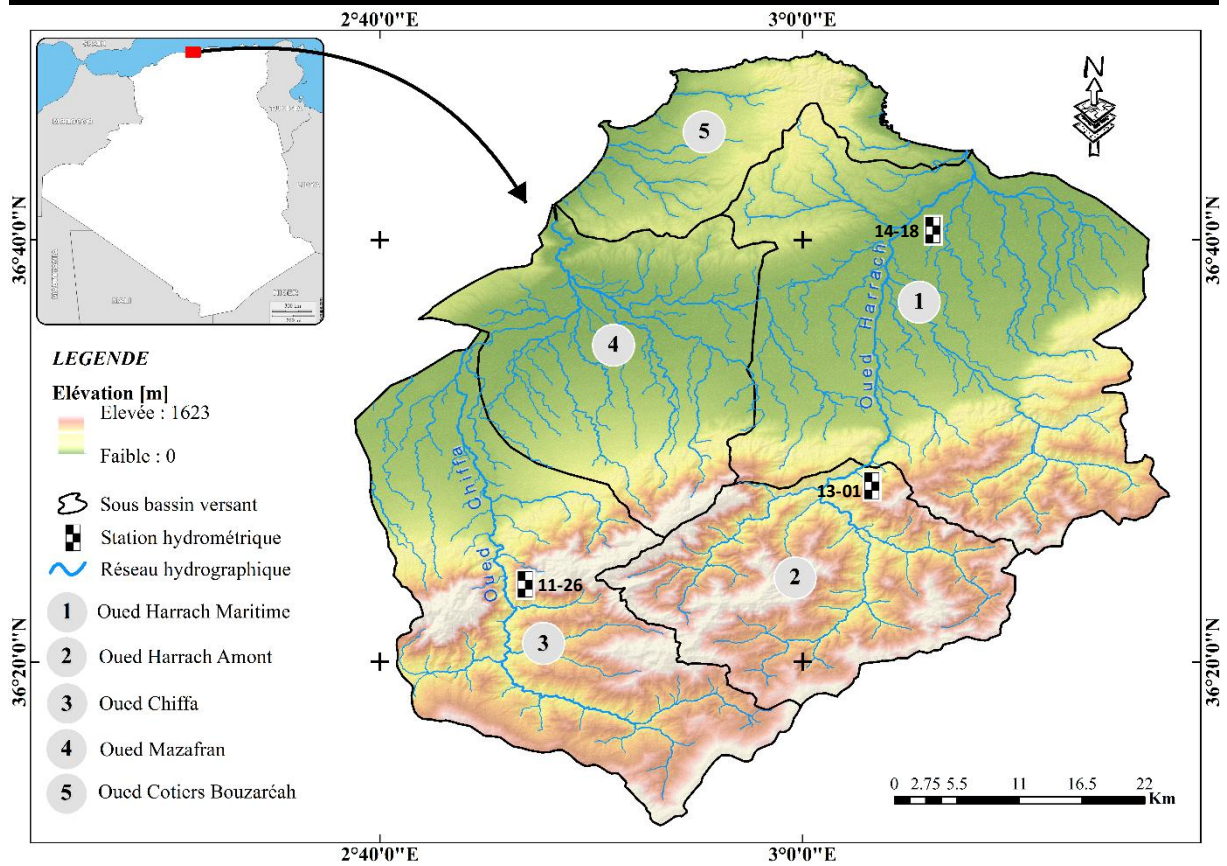 2°40'0"E
3°0'0"E
SPAIN
MALI
NIGER
LIBYA
N
5
14-18
36°40'0"N
36°40'0"N
Oued Harrach
1
4
LEGENDE
Elévation [m]
Elevée : 1623
Faible : 0
Oued Chiffa
13-01
Sous bassin versant
Station hydrométrique
Réseau hydrographique
11-26
2
3
1 Oued Harrach Maritime
2 Oued Harrach Amont
3 Oued Chiffa
4 Oued Mazafran
5 Oued Cotiers Bouzaréah
36°20'0"N
36°20'0"N
0 2.75 5.5 11 16.5 22
Km
2°40'0"E
3°0'0"E